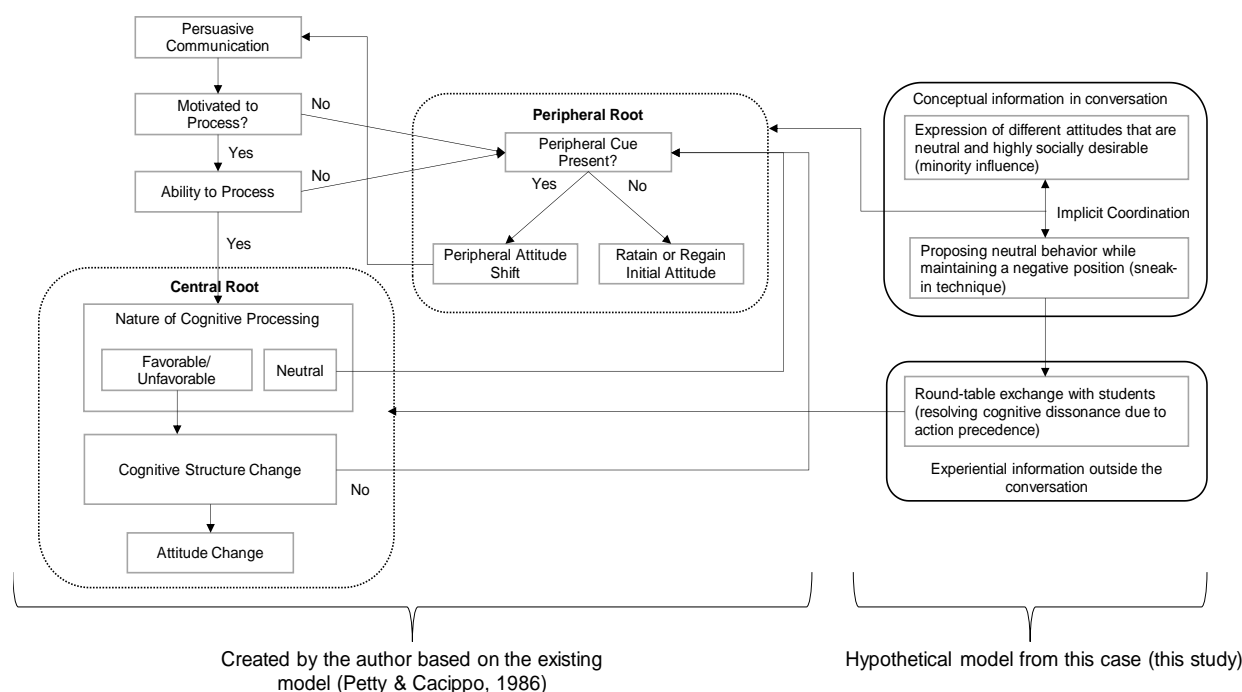 Persuasive
Communication
Motivated to
Process?
No
Yes
Ability to Process
No
Yes
Peripheral Root
Peripheral Cue
Present?
Yes
No
Peripheral Attitude
Shift
Ratain or Regain
Initial Attitude
Central Root
Nature of Cognitive Processing
Favorable/
Unfavorable
Neutral
Cognitive Structure Change
No
Attitude Change
Conceptual information in conversation
Expression of different attitudes that are
neutral and highly socially desirable
(minority influence)
Implicit Coordination
Proposing neutral behavior while
maintaining a negative position (sneak-
in technique)
Round-table exchange with students
(resolving cognitive dissonance due to
action precedence)
Experiential information outside the
conversation
Created by the author based on the existing
model (Petty & Cacippo, 1986)
Hypothetical model from this case (this study)